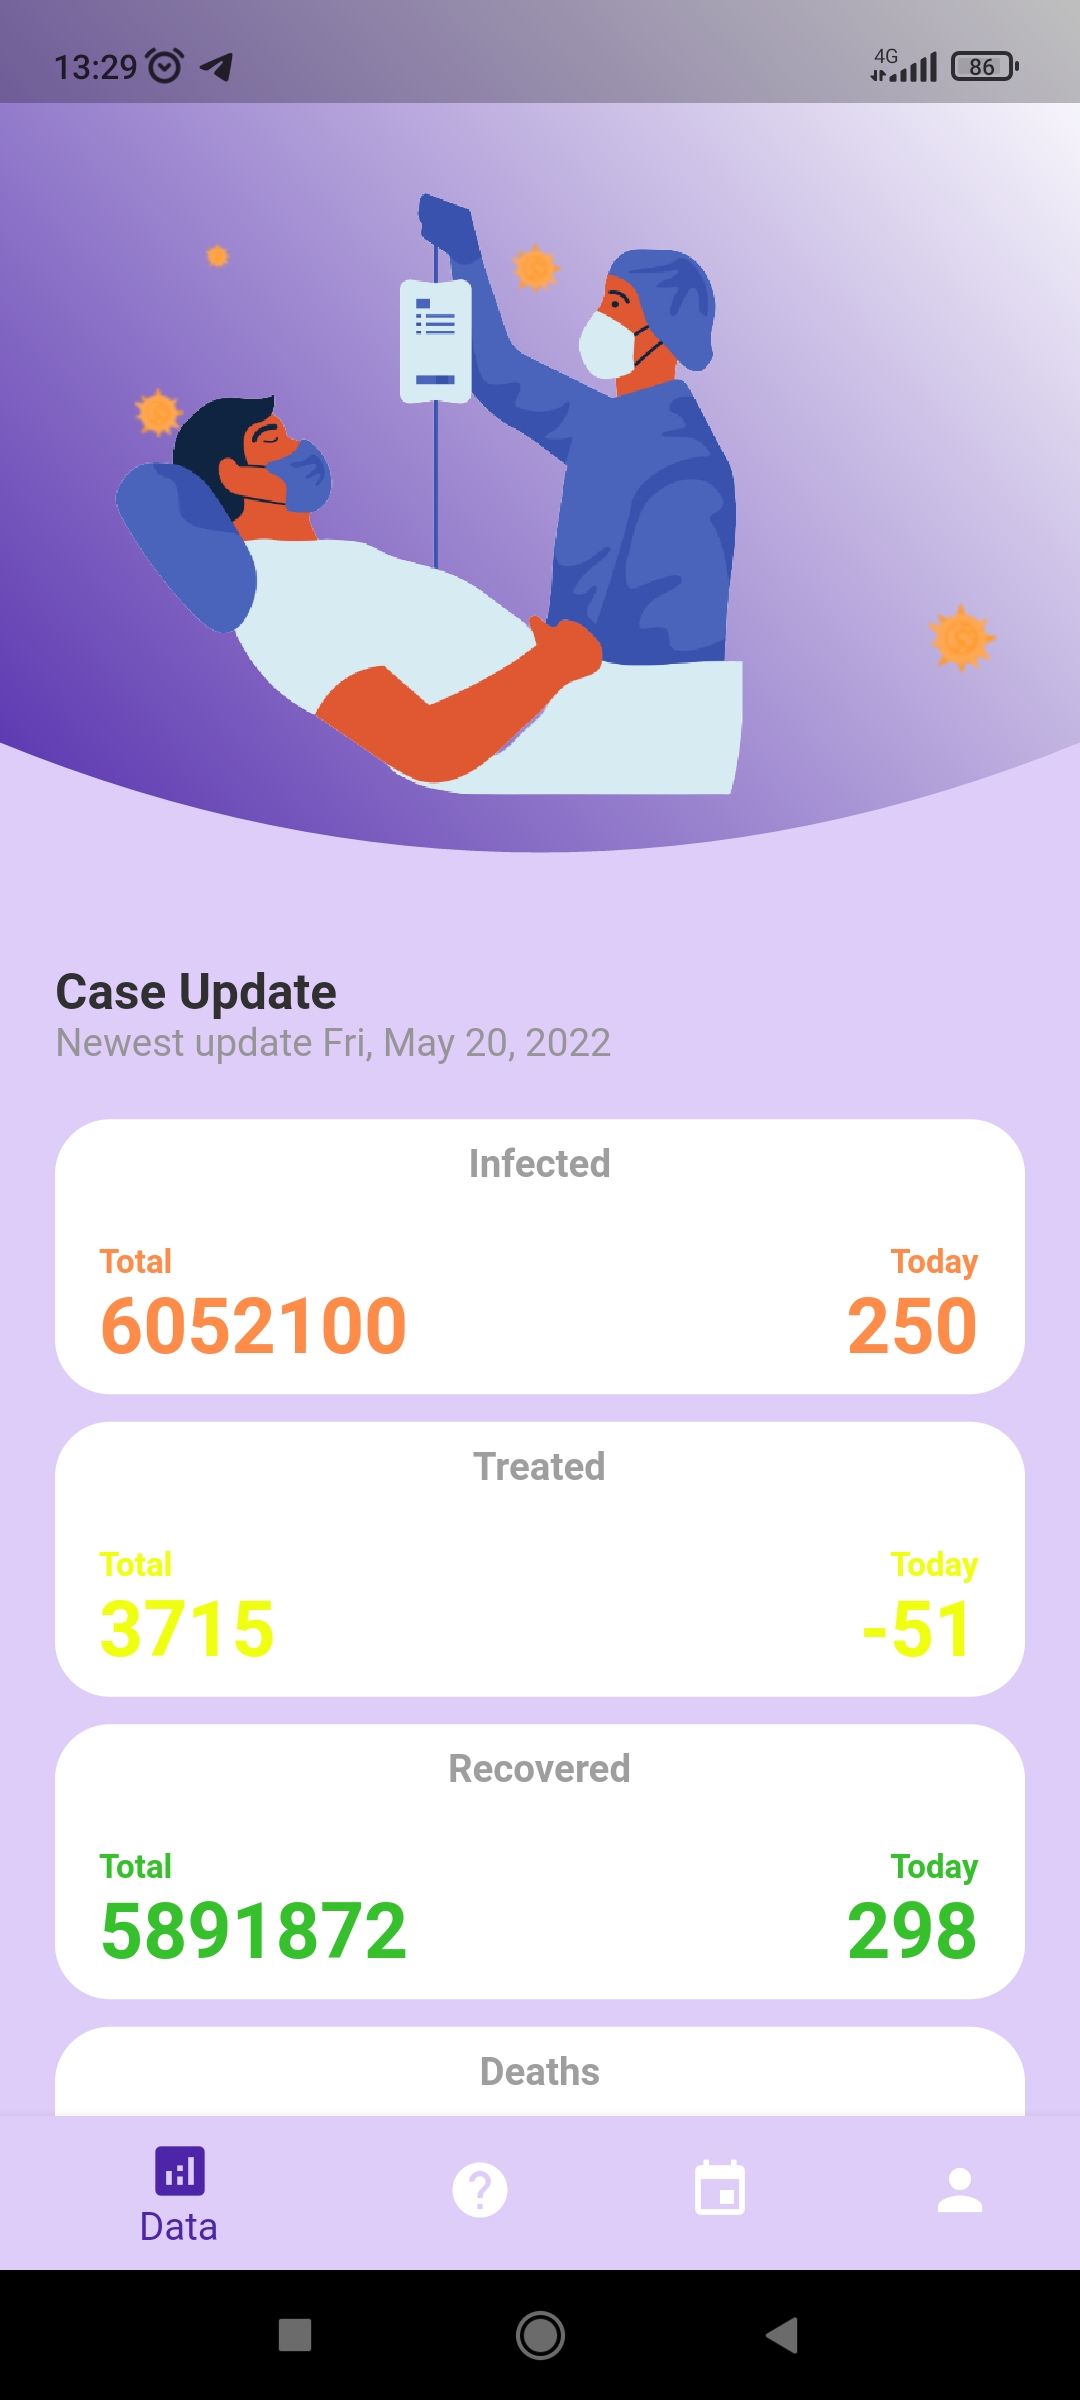 13:29
4G
86
Case Update
Newest update Fri, May 20, 2022
Infected
Total Today
6052100 250
Treated
Total Today
3715 -51
Recovered
Total Today
5891872 298
Deaths
Data